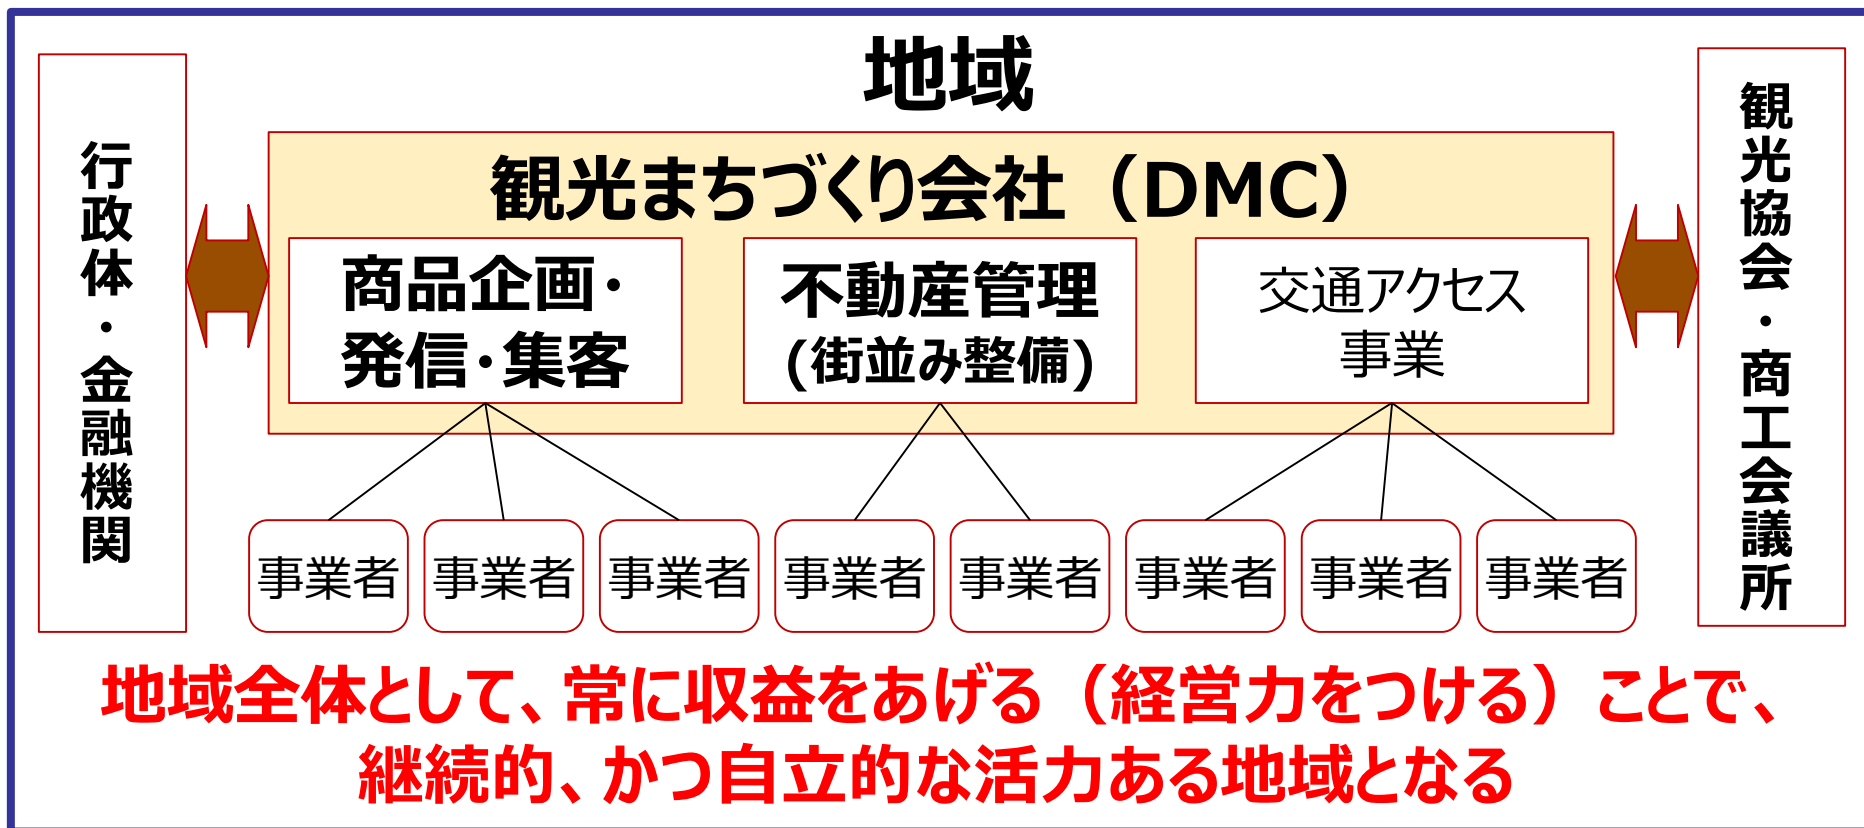 地域
行政体・金融機関
観光まちづくり会社（DMC）
商品企画・
発信・集客
不動産管理
(街並み整備)
交通アクセス
事業
観光協会・商工会議所
事業者
事業者
事業者
事業者
事業者
事業者
事業者
事業者
地域全体として、常に収益をあげる（経営力をつける）ことで、
継続的、かつ自立的な活力ある地域となる